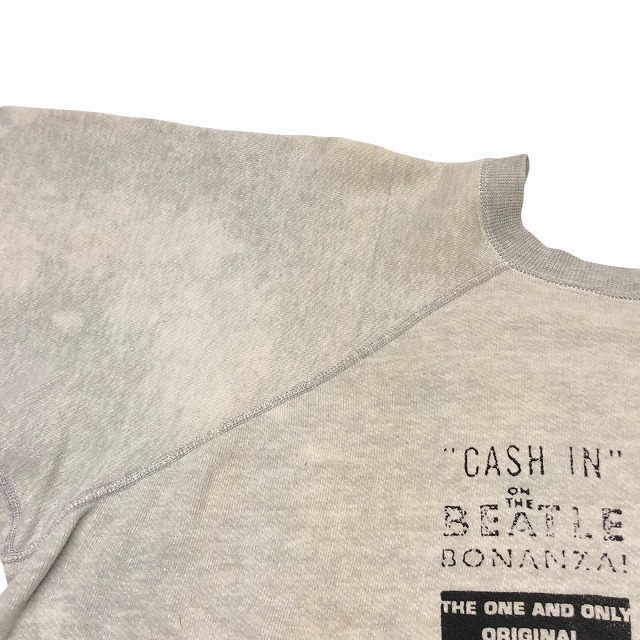 "CASH IN"
ON
THE
BEATLE
BONANZA!
THE ONE AND ONLY
ORIGINAL